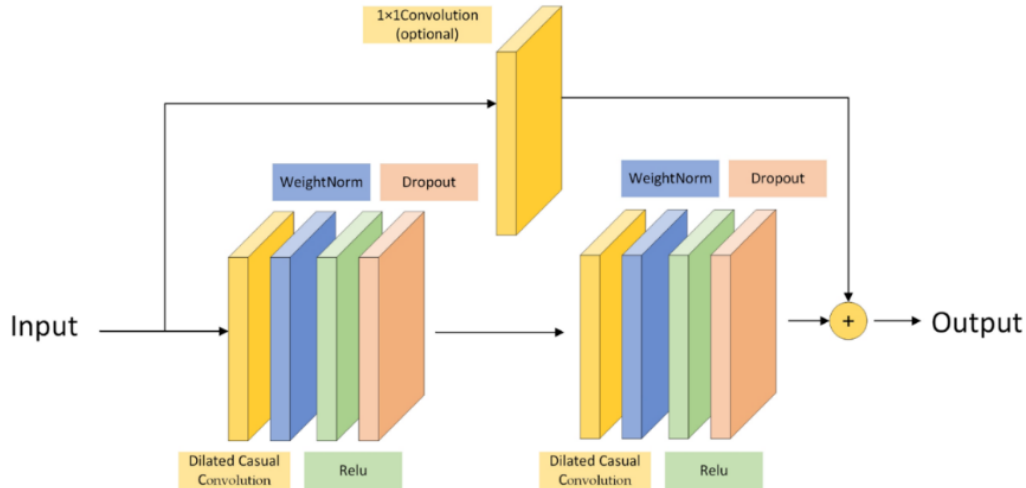 1×1Convolution
(optional)
WeightNorm
Dropout
WeightNorm
Dropout
Input
+
Output
Dilated Casual
Convolution
Relu
Dilated Casual
Convolution
Relu